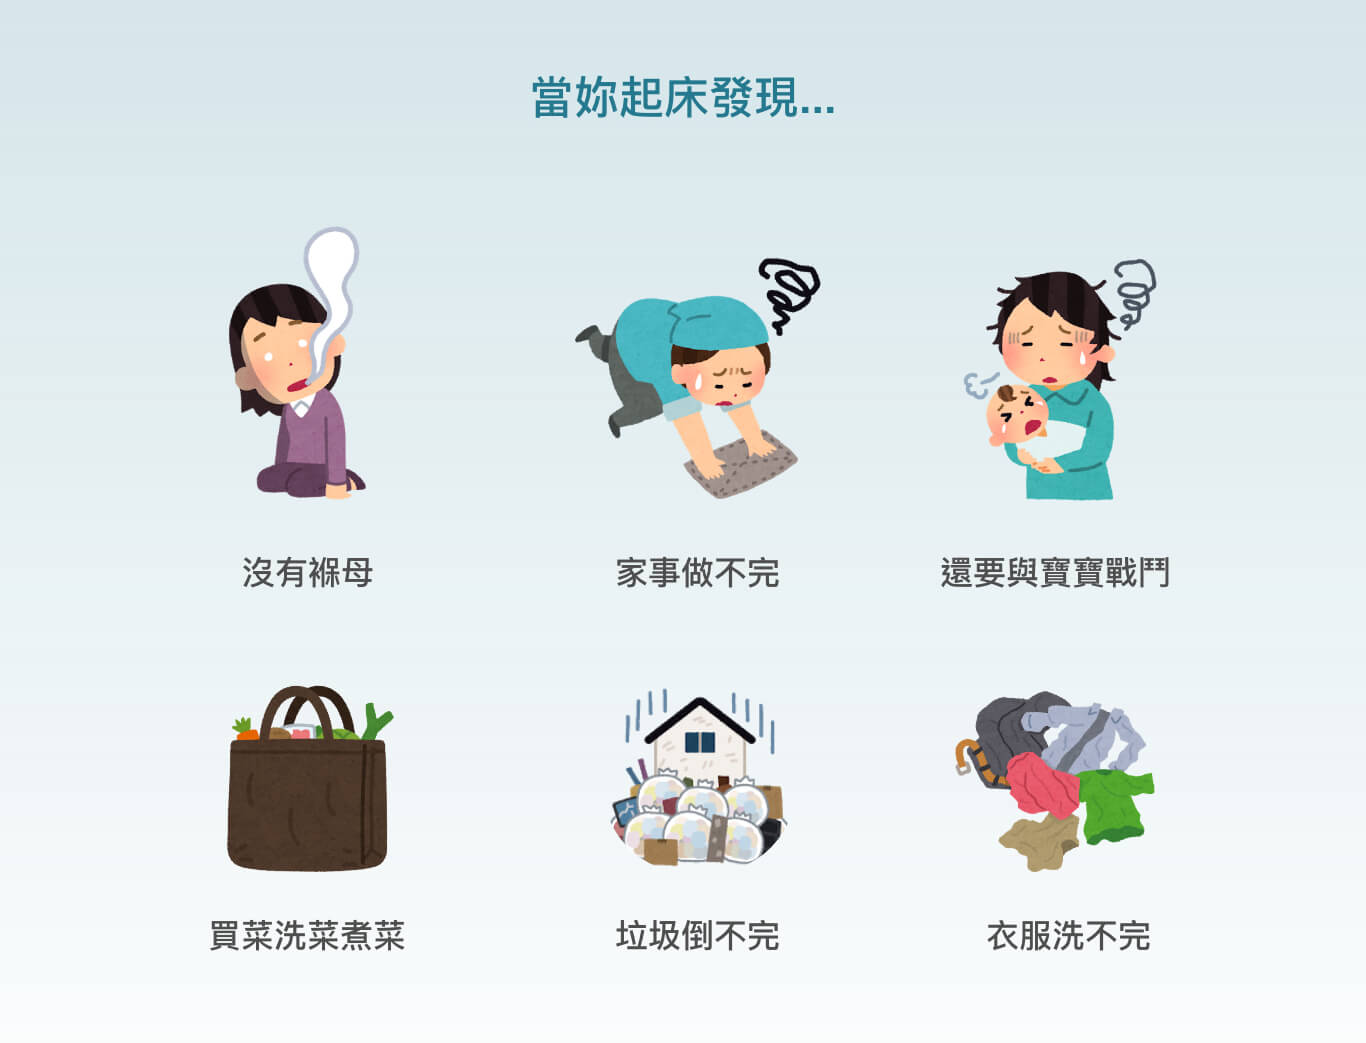 當妳起床發現...
沒有褓母
家事做不完
還要與寶寶戰鬥
買菜洗菜煮菜
垃圾倒不完
衣服洗不完